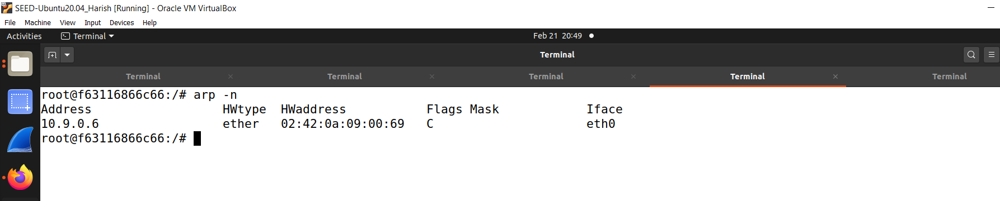 SEED-Ubuntu20.04_Harish [Running] - Oracle VM VirtualBox
File Machine View Input Devices Help
Activities Terminal Feb 21 20:49
Terminal
Terminal Terminal Terminal Terminal Terminal
root@f63116866c66:/# arp -n
Address HWtype HWaddress Flags Mask Iface
10.9.0.6 ether 02:42:0a:09:00:69 C eth0
root@f63116866c66:/#